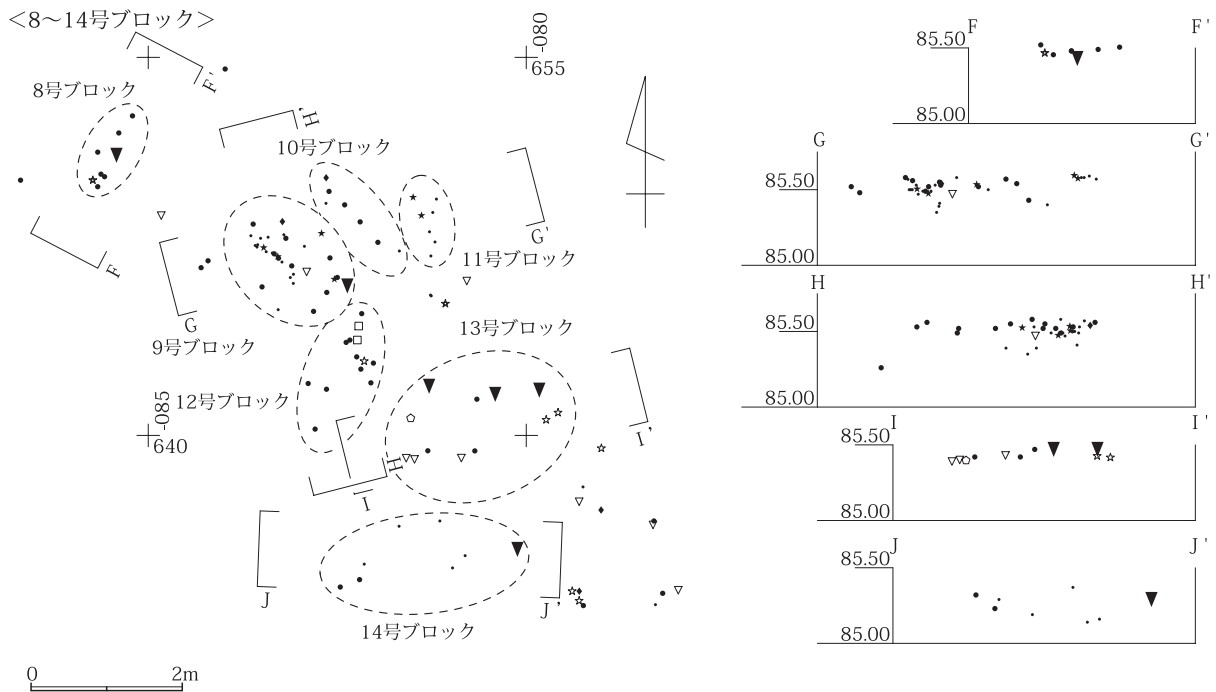 <8～14号ブロック>
-080
655
8号ブロック
F'
H'
10号ブロック
G'
F
11号ブロック
G
9号ブロック
13号ブロック
12号ブロック
-085
640
I'
H
I
J
J'
14号ブロック
0 2m
F F'
85.50
85.00
G G'
85.50
85.00
H H'
85.50
85.00
I I'
85.50
85.00
J J'
85.50
85.00